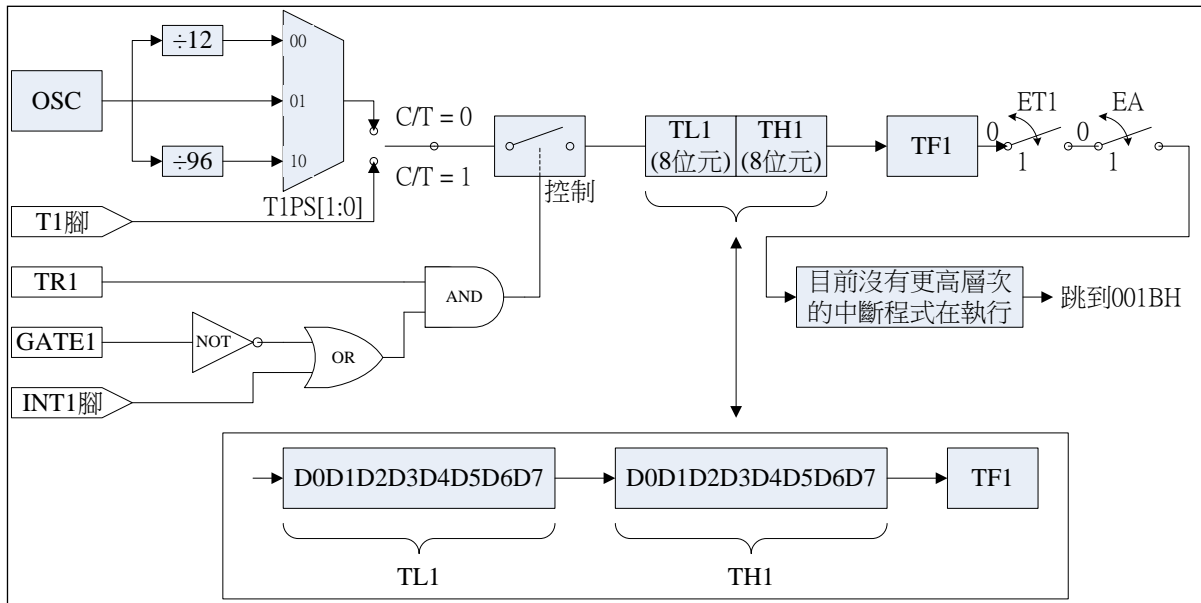 ÷12
00
OSC
01
C/T = 0
÷96
10
C/T = 1
T1PS[1:0]
T1腳
TR1
GATE1
INT1腳
NOT
OR
AND
控制
TL1
(8位元)
TH1
(8位元)
TF1
ET1
0
1
EA
0
1
目前沒有更高層次
的中斷程式在執行
跳到001BH
D0D1D2D3D4D5D6D7
D0D1D2D3D4D5D6D7
TF1
TL1
TH1